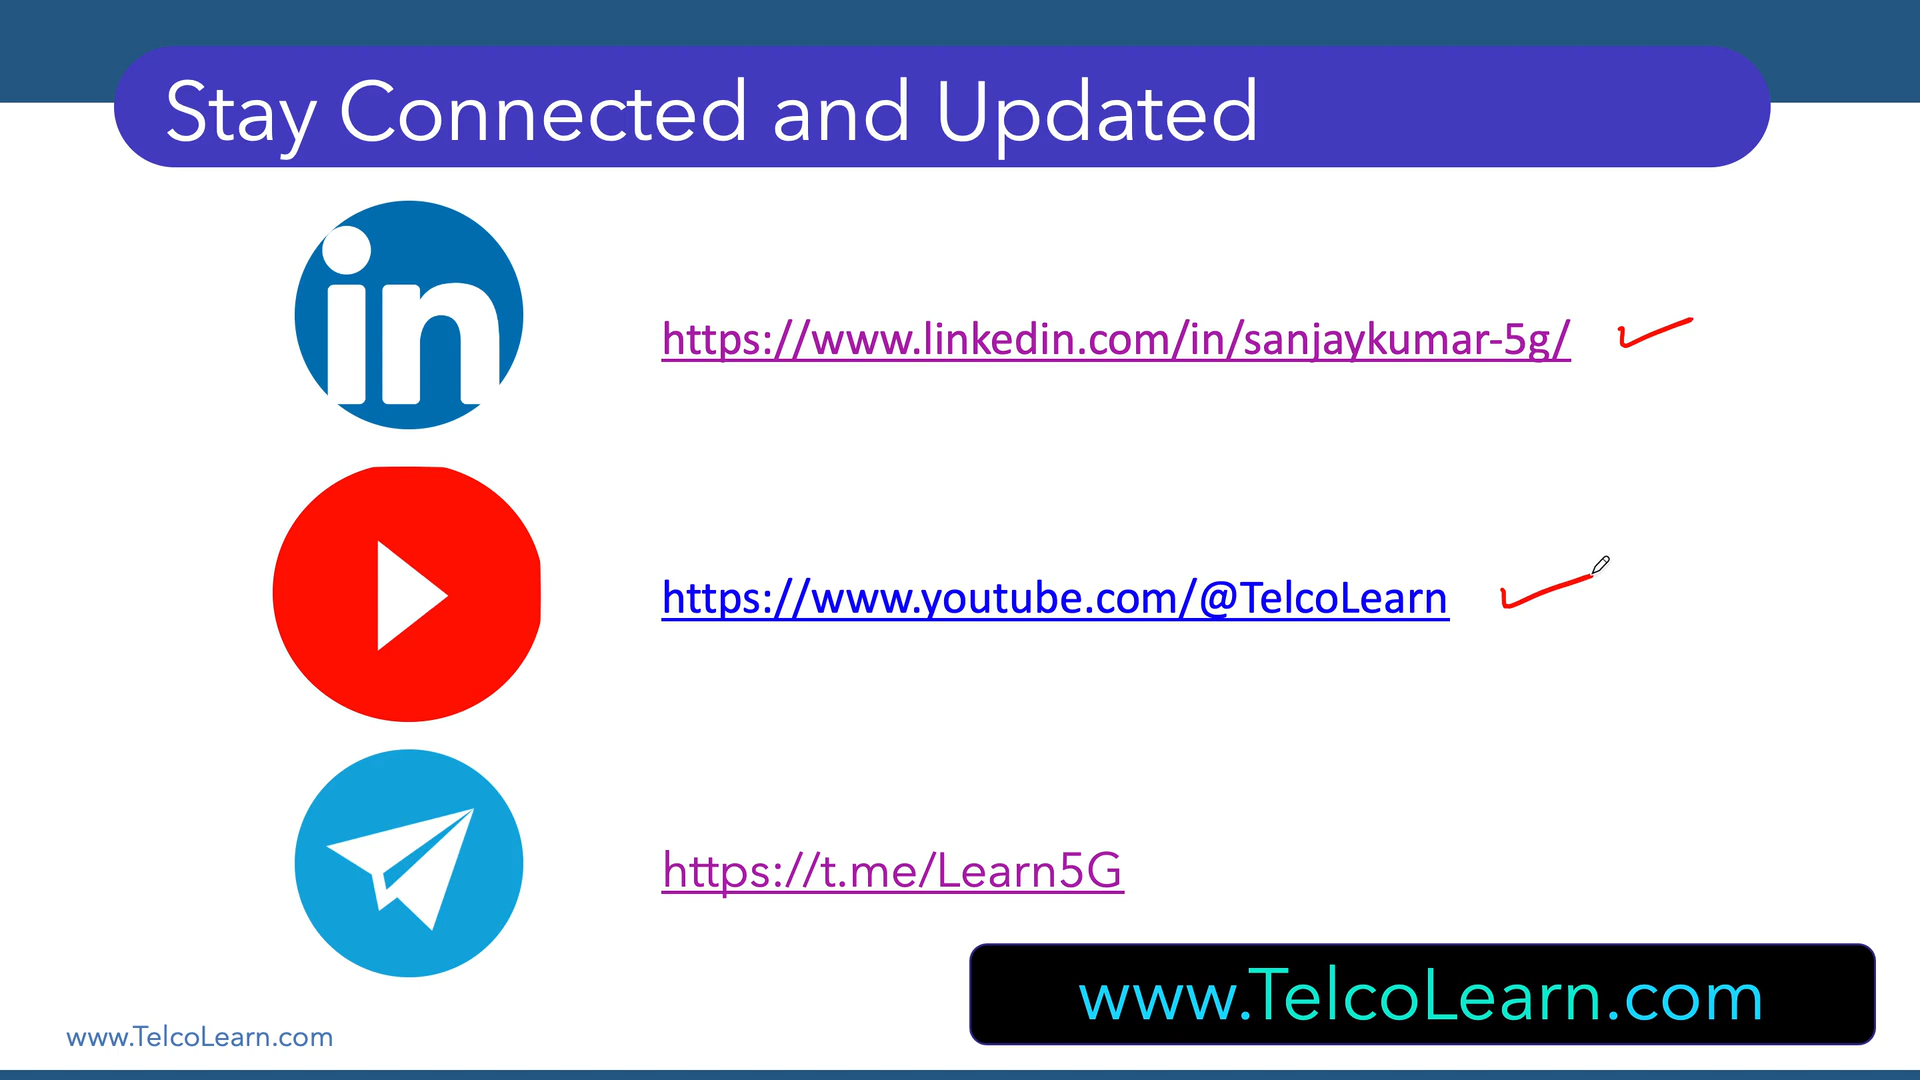 Stay Connected and Updated
in
https://www.linkedin.com/in/sanjaykumar-5g/
https://www.youtube.com/@TelcoLearn
https://t.me/Learn5G
www.TelcoLearn.com
www.TelcoLearn.com